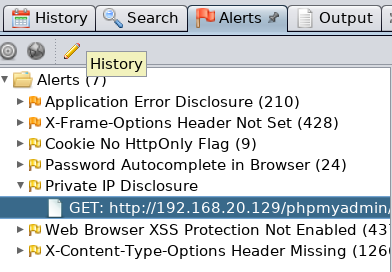 History Search Alerts Output
History
Alerts (7)
Application Error Disclosure (210)
X-Frame-Options Header Not Set (428)
Cookie No HttpOnly Flag (9)
Password Autocomplete in Browser (24)
Private IP Disclosure
GET: http://192.168.20.129/phpmyadmin/
Web Browser XSS Protection Not Enabled (437
X-Content-Type-Options Header Missing (126